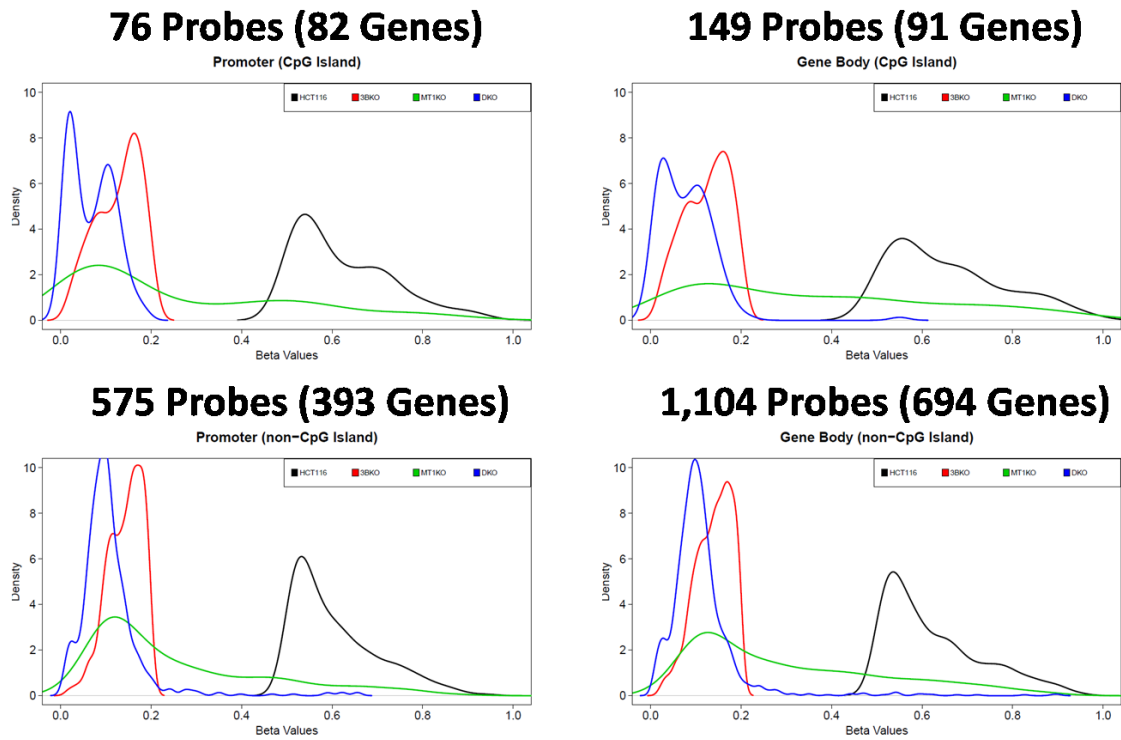 76 Probes (82 Genes)
Promoter (CpG Island)
HCT116 3BKO MT1KO DKO
Density
10
8
6
4
2
0
0.0 0.2 0.4 0.6 0.8 1.0
Beta Values
149 Probes (91 Genes)
Gene Body (CpG Island)
HCT116 3BKO MT1KO DKO
Density
10
8
6
4
2
0
0.0 0.2 0.4 0.6 0.8 1.0
Beta Values
575 Probes (393 Genes)
Promoter (non−CpG Island)
HCT116 3BKO MT1KO DKO
Density
10
8
6
4
2
0
0.0 0.2 0.4 0.6 0.8 1.0
Beta Values
1,104 Probes (694 Genes)
Gene Body (non−CpG Island)
HCT116 3BKO MT1KO DKO
Density
10
8
6
4
2
0
0.0 0.2 0.4 0.6 0.8 1.0
Beta Values